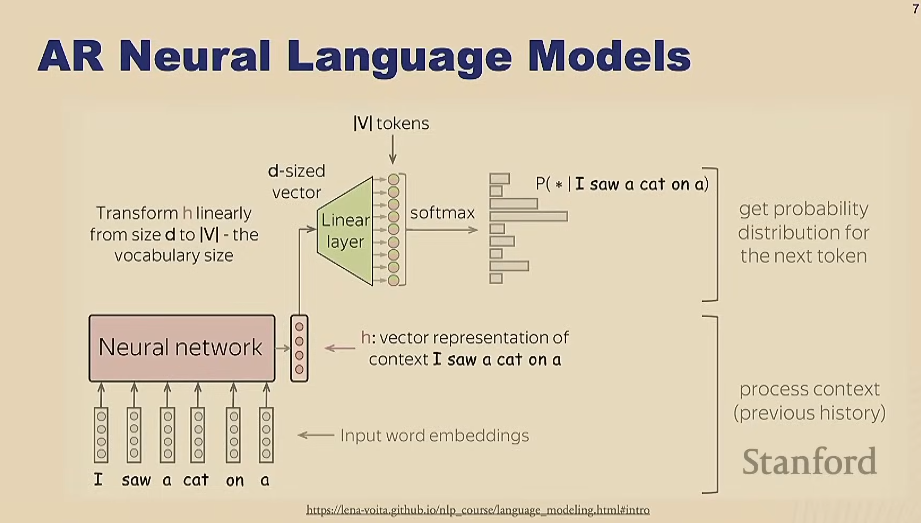 7
AR Neural Language Models
|V| tokens
d-sized
vector
Transform h linearly
from size d to |V| - the
vocabulary size
Linear
layer
softmax
P( * | I saw a cat on a)
get probability
distribution for
the next token
Neural network
h: vector representation of
context I saw a cat on a
process context
(previous history)
Input word embeddings
I saw a cat on a
Stanford
https://lena-voita.github.io/nlp_course/language_modeling.html#intro